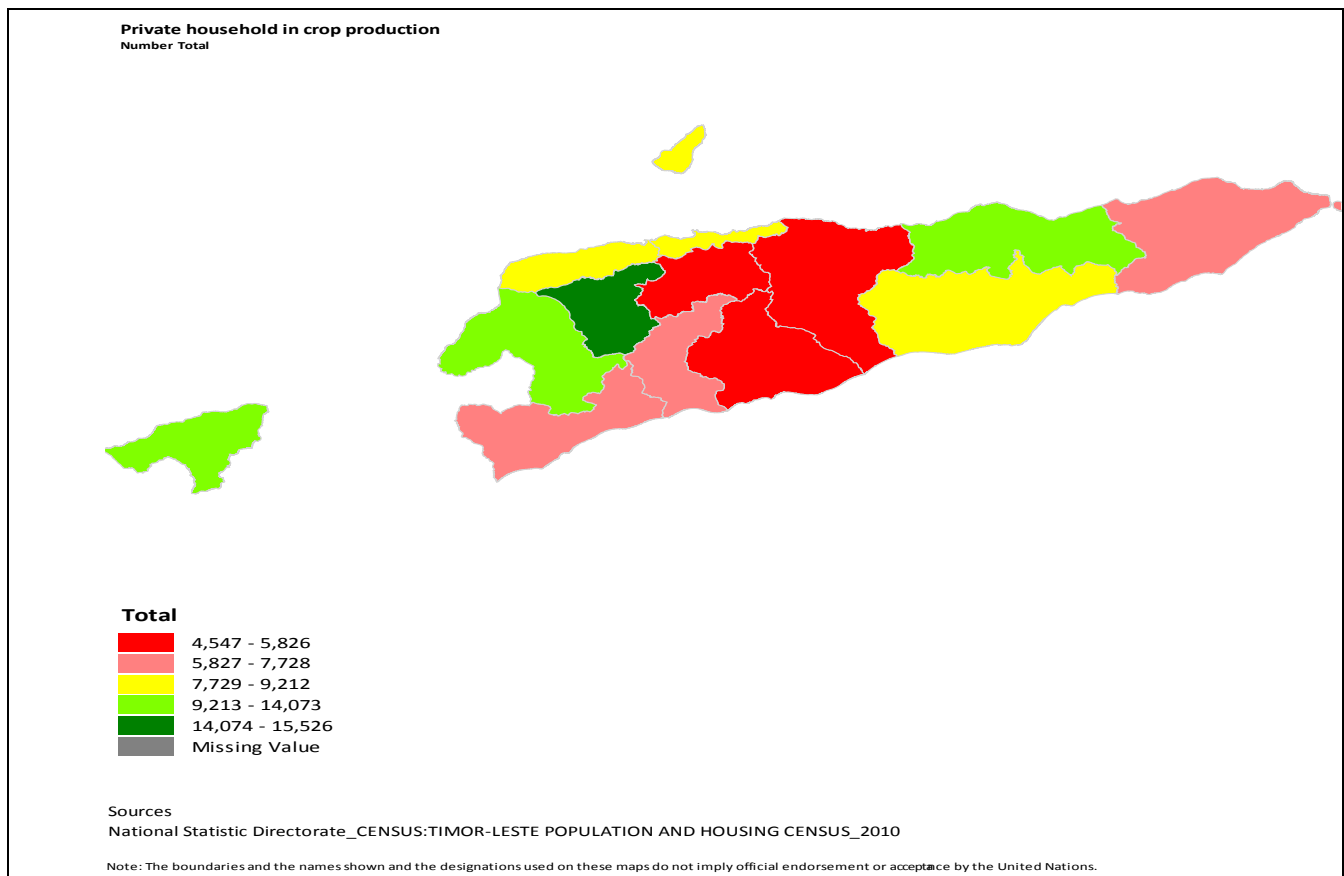 Private household in crop production
Number Total
Total
4,547 - 5,826
5,827 - 7,728
7,729 - 9,212
9,213 - 14,073
14,074 - 15,526
Missing Value
Sources
National Statistic Directorate_CENSUS:TIMOR-LESTE POPULATION AND HOUSING CENSUS_2010
Note: The boundaries and the names shown and the designations used on these maps do not imply official endorsement or acceptance by the United Nations.